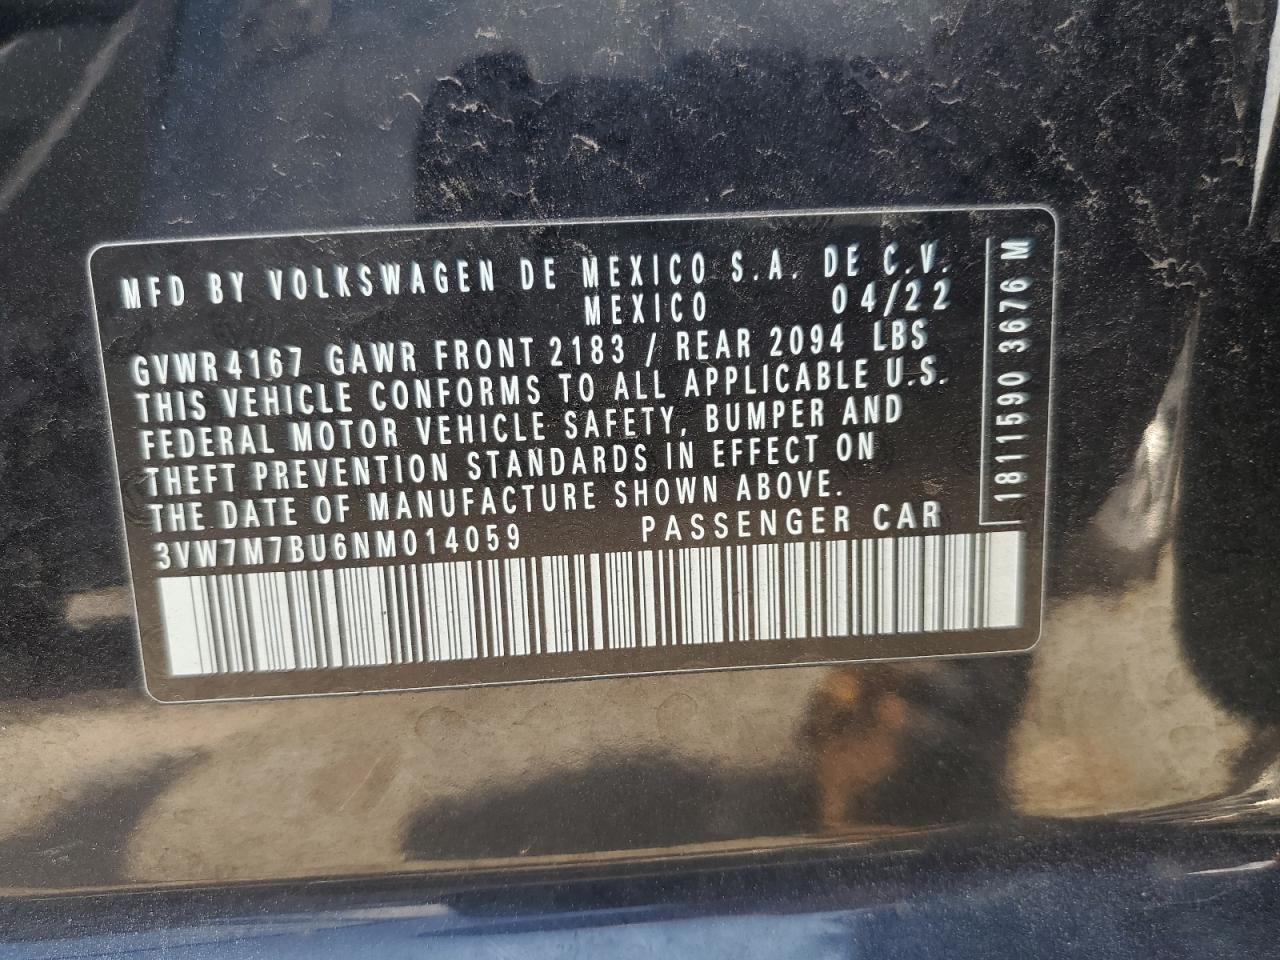 MFD BY VOLKSWAGEN DE MEXICO S.A. DE C.V.
MEXICO 04/22
GVWR 4167 GAWR FRONT 2183 / REAR 2094 LBS
THIS VEHICLE CONFORMS TO ALL APPLICABLE U.S.
FEDERAL MOTOR VEHICLE SAFETY, BUMPER AND
THEFT PREVENTION STANDARDS IN EFFECT ON
THE DATE OF MANUFACTURE SHOWN ABOVE.
3VW7M7BU6NM014059 PASSENGER CAR
1811590 3676 M